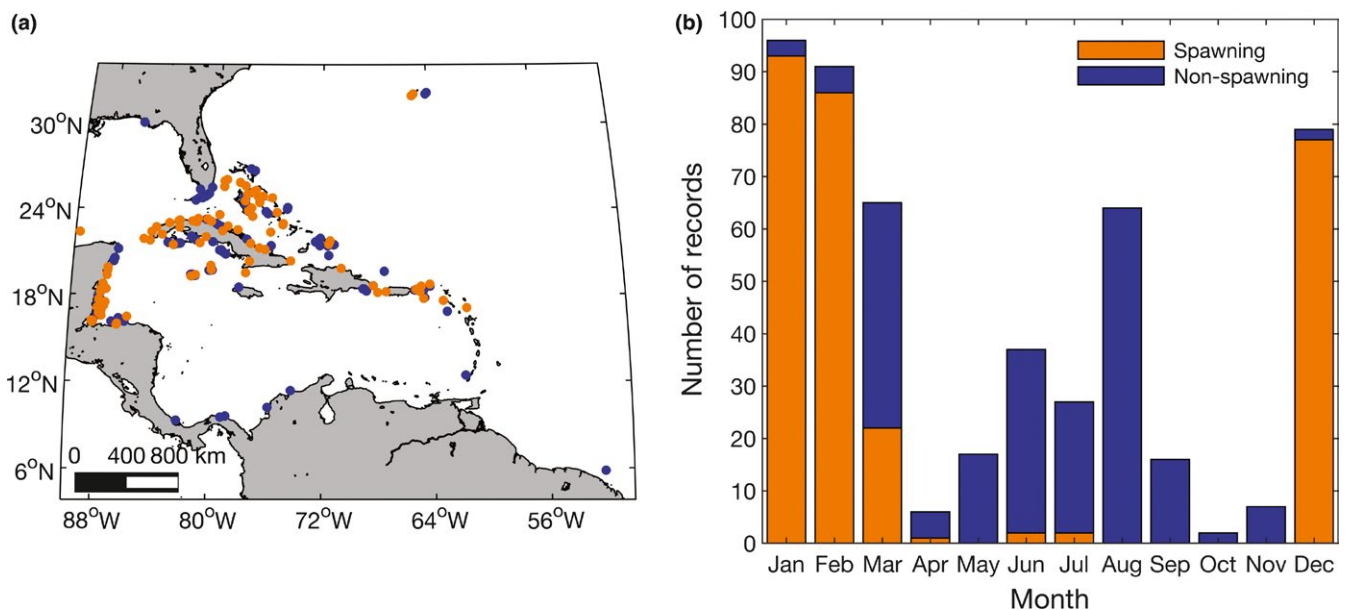 (a)
30°N
24°N
18°N
12°N
6°N
0 400 800 km
88°W 80°W 72°W 64°W 56°W
(b)
Number of records
100
90
80
70
60
50
40
30
20
10
0
Spawning
Non-spawning
Jan Feb Mar Apr May Jun Jul Aug Sep Oct Nov Dec
Month